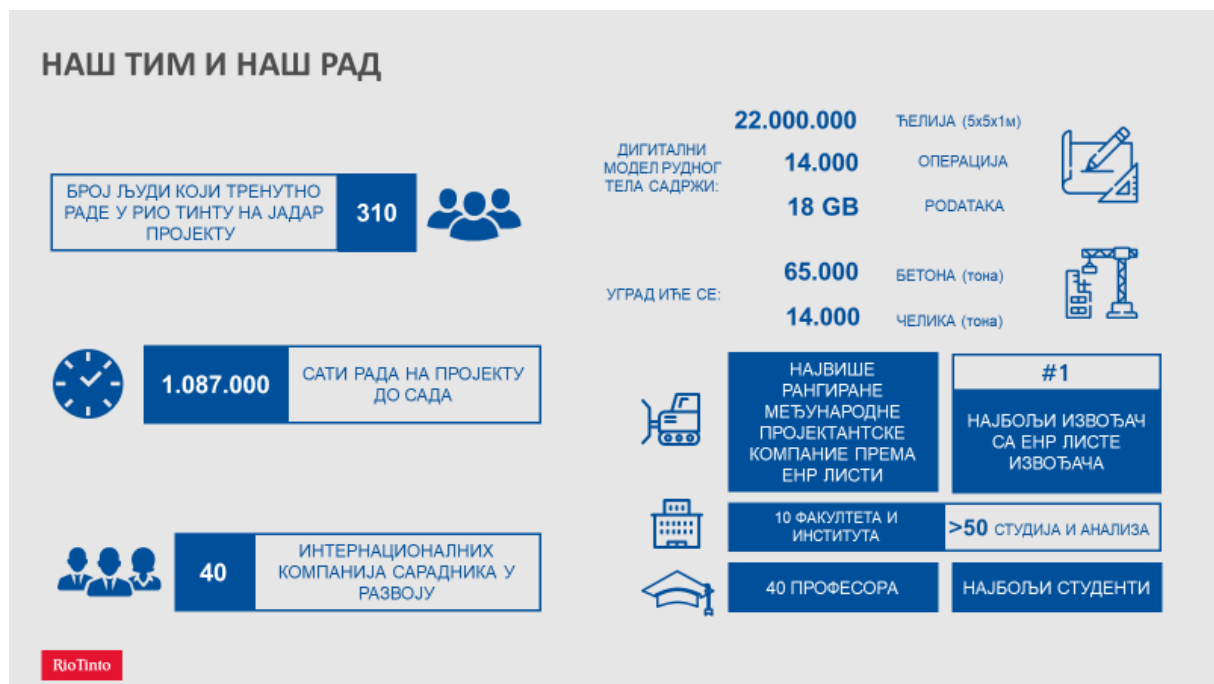 НАШ ТИМ И НАШ РАД
БРОЈ ЉУДИ КОЈИ ТРЕНУТНО
РАДЕ У РИО ТИНТУ НА ЈАДАР
ПРОЈЕКТУ
310
1.087.000
САТИ РАДА НА ПРОЈЕКТУ
ДО САДА
40
ИНТЕРНАЦИОНАЛНИХ
КОМПАНИЈА САРАДНИКА У
РАЗВОЈУ
ДИГИТАЛНИ
МОДЕЛ РУДНОГ
ТЕЛА САДРЖИ:
22.000.000 ЋЕЛИЈА (5x5x1м)
14.000 ОПЕРАЦИЈА
18 GB PODATAKA
УГРАД ИЋЕ СЕ:
65.000 БЕТОНА (тона)
14.000 ЧЕЛИКА (тона)
НАЈВИШЕ
РАНГИРАНЕ
МЕЂУНАРОДНЕ
ПРОЈЕКТАНТСКЕ
КОМПАНИЕ ПРЕМА
ЕНР ЛИСТИ
#1
НАЈБОЉИ ИЗВОЂАЧ
СА ЕНР ЛИСТЕ
ИЗВОЂАЧА
10 ФАКУЛТЕТА И
ИНСТИТУТА
>50 СТУДИЈА И АНАЛИЗА
40 ПРОФЕСОРА
НАЈБОЉИ СТУДЕНТИ
RioTinto